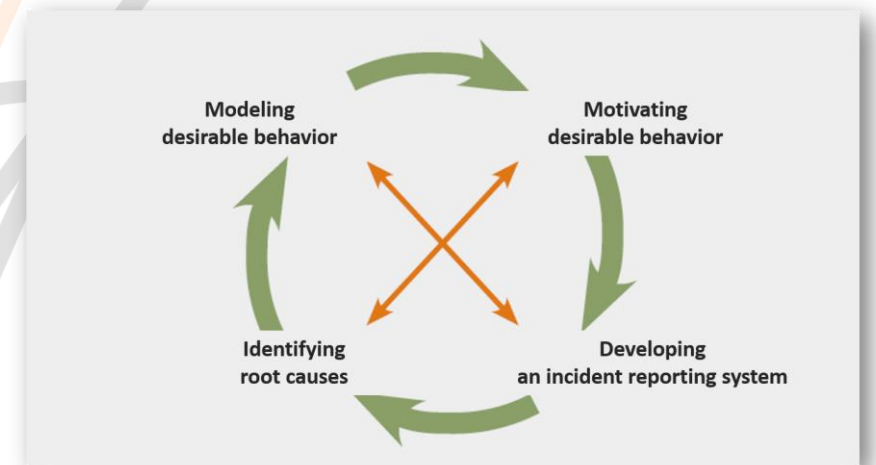 Modeling
desirable behavior
Motivating
desirable behavior
Identifying
root causes
Developing
an incident reporting system